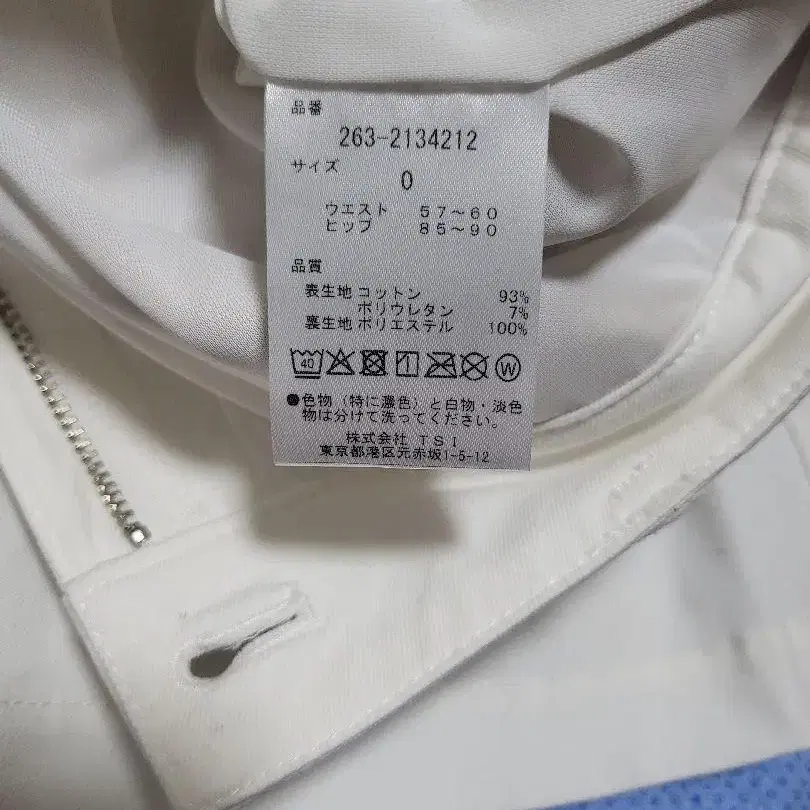 品番
263-2134212
サイズ
0
ウエスト 57~60
ヒップ 85~90
品質
表生地 コットン 93%
ポリウレタン 7%
裏生地 ポリエステル 100%
40 W
●色物(特に濃色)と白物・淡色
物は分けて洗ってください。
株式会社 TSI
東京都港区元赤坂1-5-12